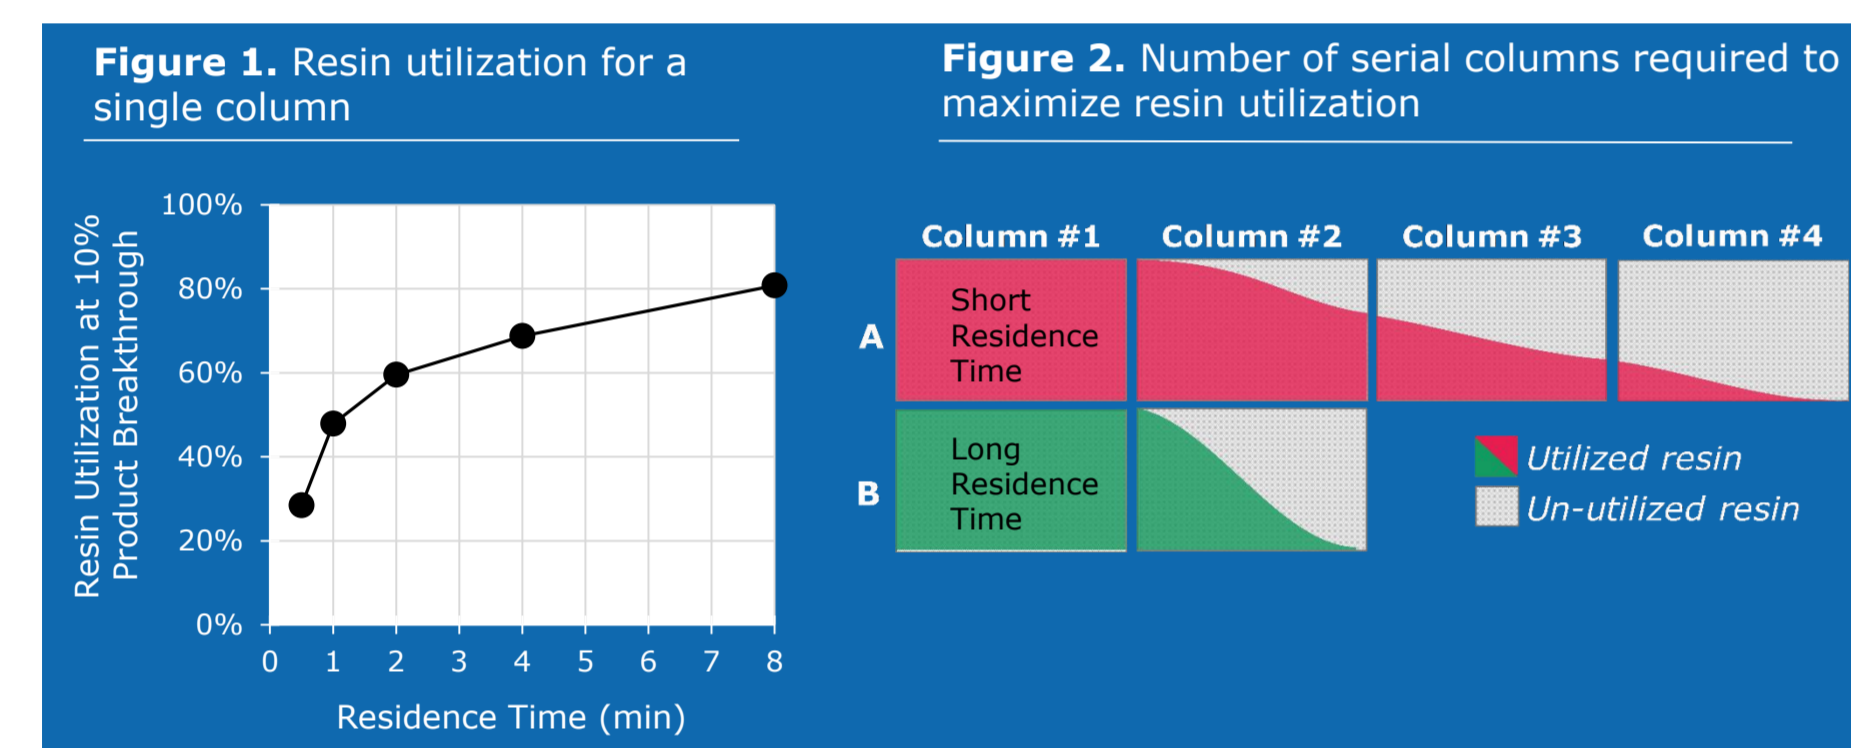 Figure 1. Resin utilization for a
single column
Resin Utilization at 10%
Product Breakthrough
100%
80%
60%
40%
20%
0%
0 1 2 3 4 5 6 7 8
Residence Time (min)
Figure 2. Number of serial columns required to
maximize resin utilization
Column #1 Column #2 Column #3 Column #4
A
Short
Residence
Time
B
Long
Residence
Time
Utilized resin
Un-utilized resin